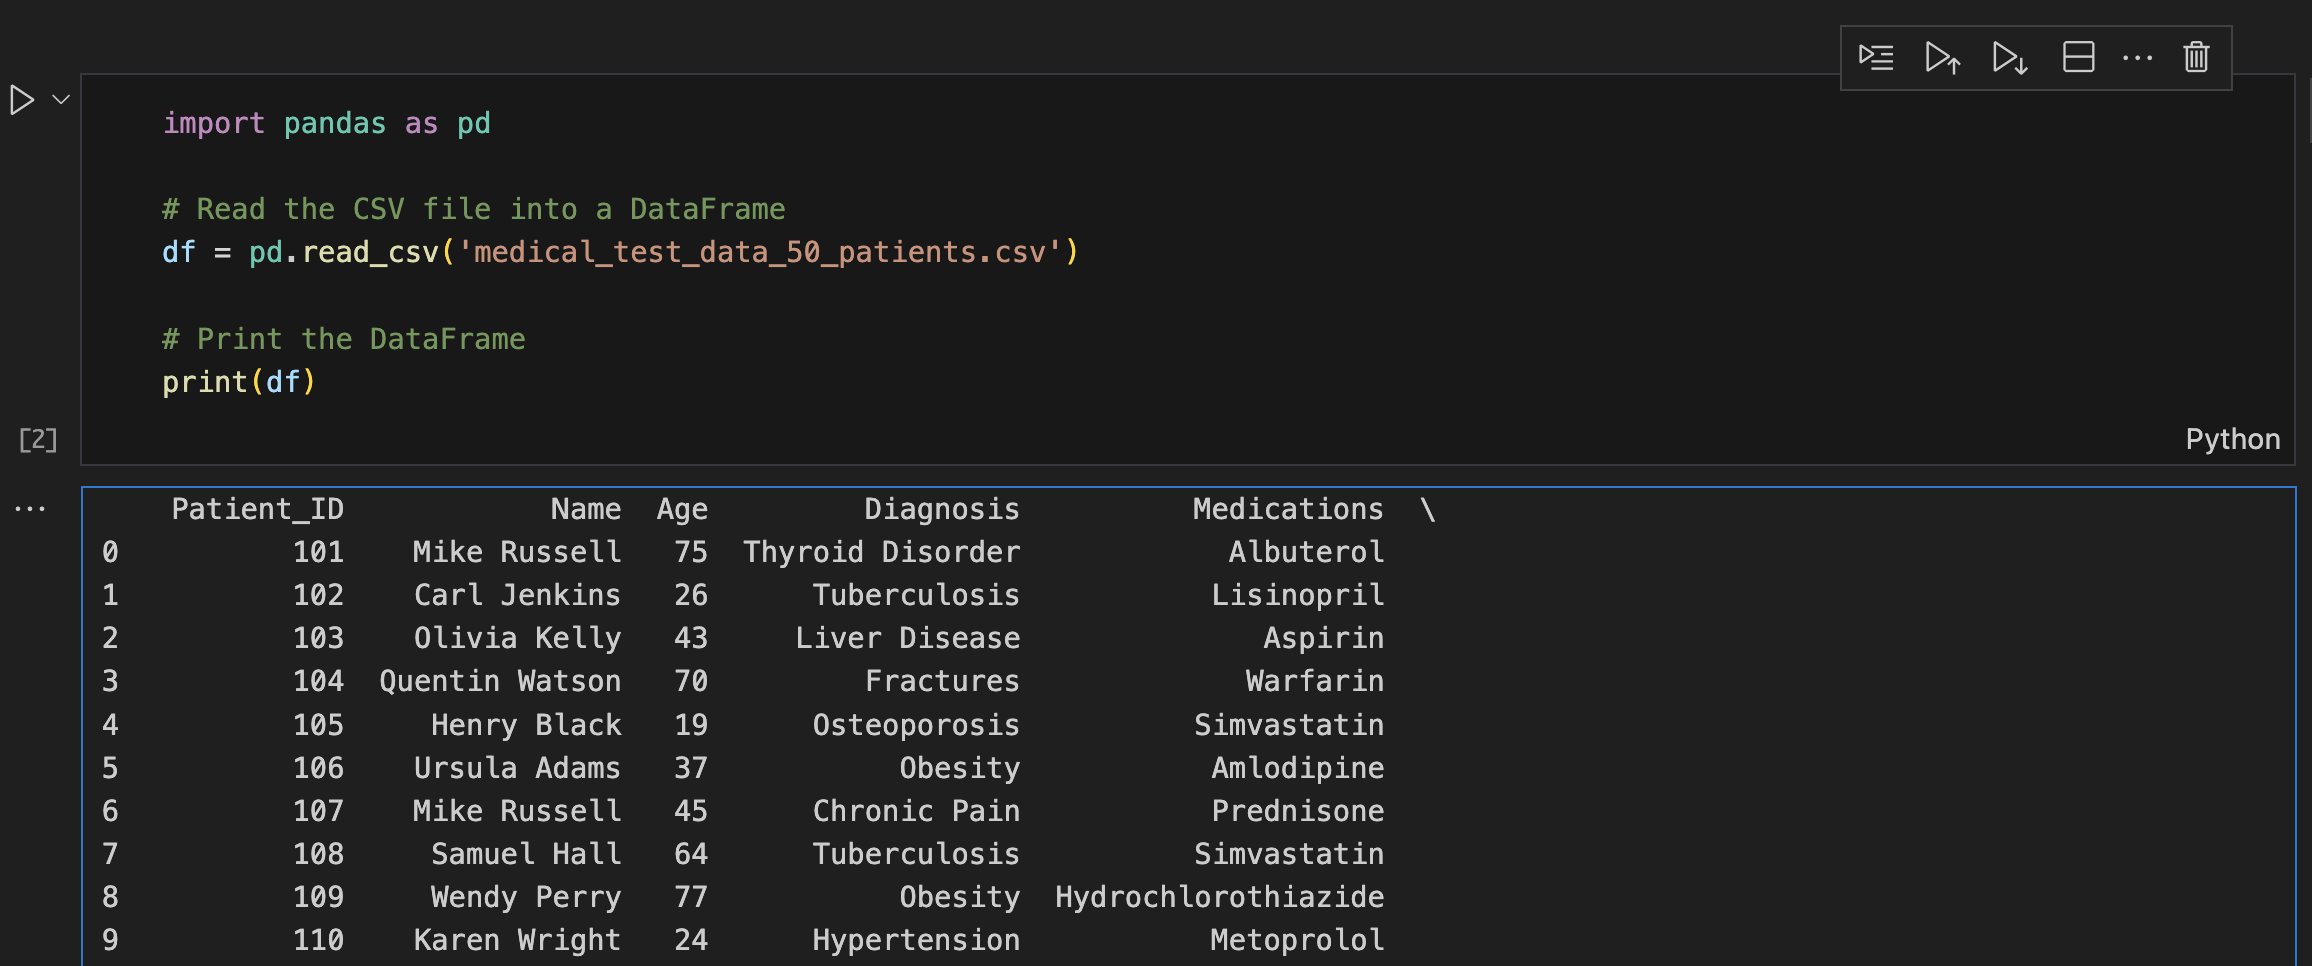 import pandas as pd
# Read the CSV file into a DataFrame
df = pd.read_csv('medical_test_data_50_patients.csv')
# Print the DataFrame
print(df)
[2]
Python
Patient_ID Name Age Diagnosis Medications \
0 101 Mike Russell 75 Thyroid Disorder Albuterol
1 102 Carl Jenkins 26 Tuberculosis Lisinopril
2 103 Olivia Kelly 43 Liver Disease Aspirin
3 104 Quentin Watson 70 Fractures Warfarin
4 105 Henry Black 19 Osteoporosis Simvastatin
5 106 Ursula Adams 37 Obesity Amlodipine
6 107 Mike Russell 45 Chronic Pain Prednisone
7 108 Samuel Hall 64 Tuberculosis Simvastatin
8 109 Wendy Perry 77 Obesity Hydrochlorothiazide
9 110 Karen Wright 24 Hypertension Metoprolol